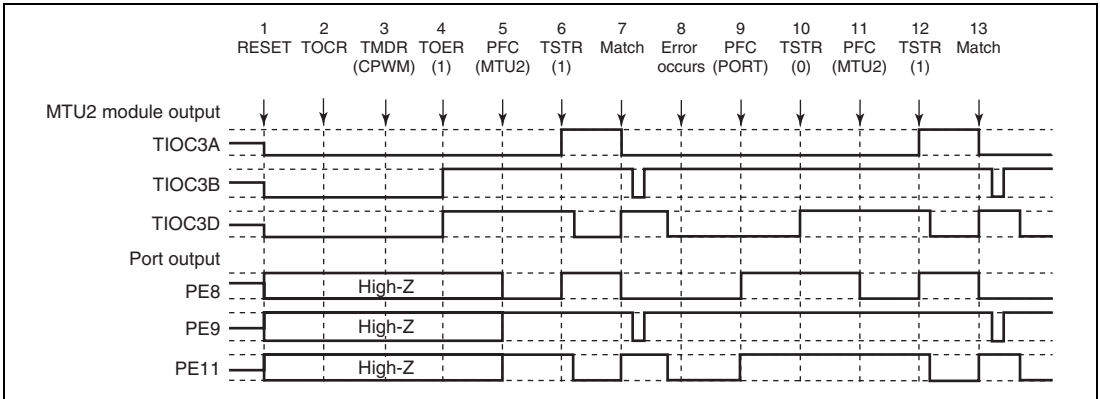 1 2 3 4 5 6 7 8 9 10 11 12 13
RESET TOCR TMDR TOER PFC TSTR Match Error PFC TSTR PFC TSTR Match
(CPWM) (1) (MTU2) (1) occurs (PORT) (0) (MTU2) (1)
MTU2 module output
TIOC3A
TIOC3B
TIOC3D
Port output
PE8 High-Z
PE9 High-Z
PE11 High-Z